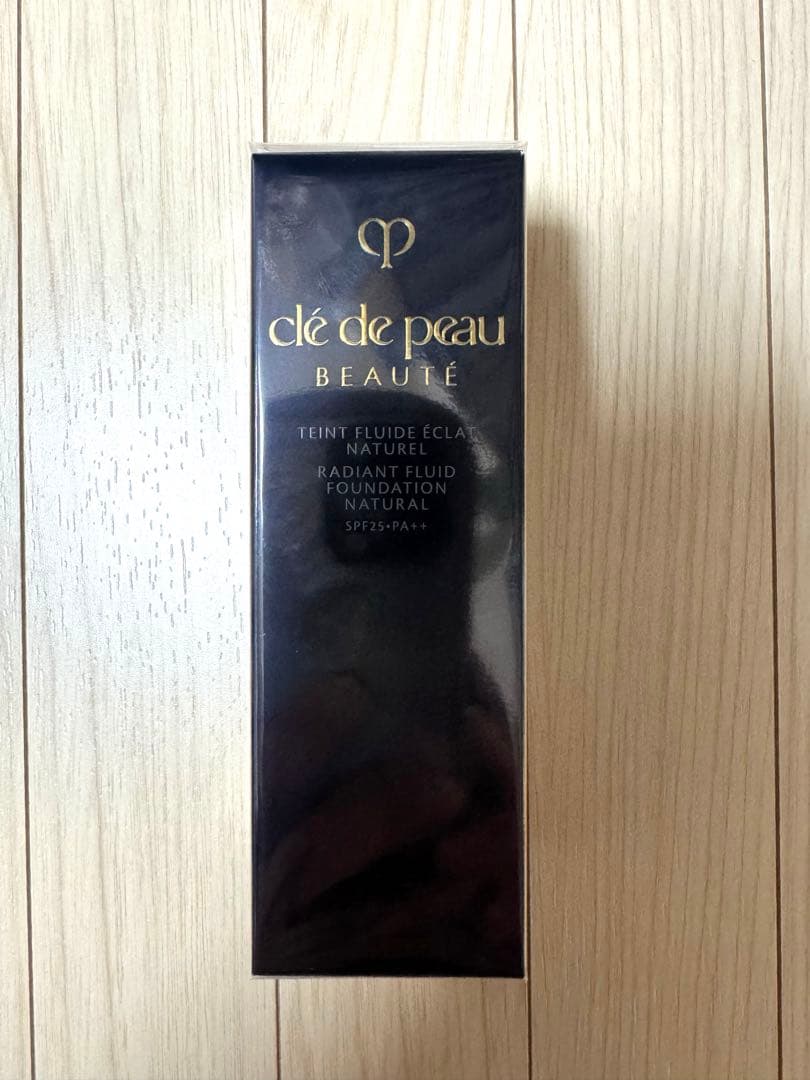 clé de peau
BEAUTÉ
TEINT FLUIDE ÉCLAT
NATUREL
RADIANT FLUID
FOUNDATION
NATURAL
SPF25•PA++